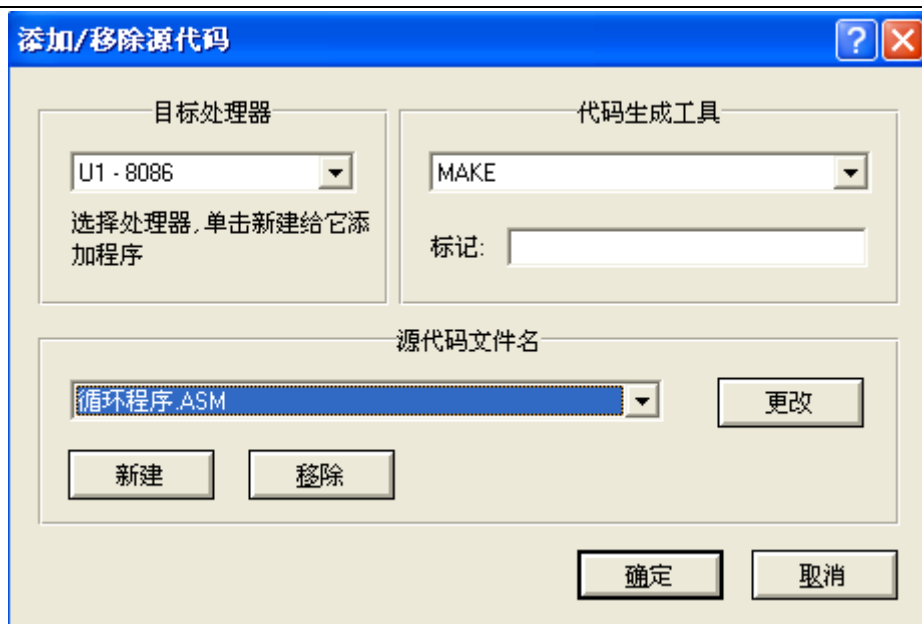 添加/移除源代码
目标处理器
U1 - 8086
选择处理器,单击新建给它添
加程序
代码生成工具
MAKE
标记:
源代码文件名
循环程序.ASM
更改
新建
移除
确定
取消